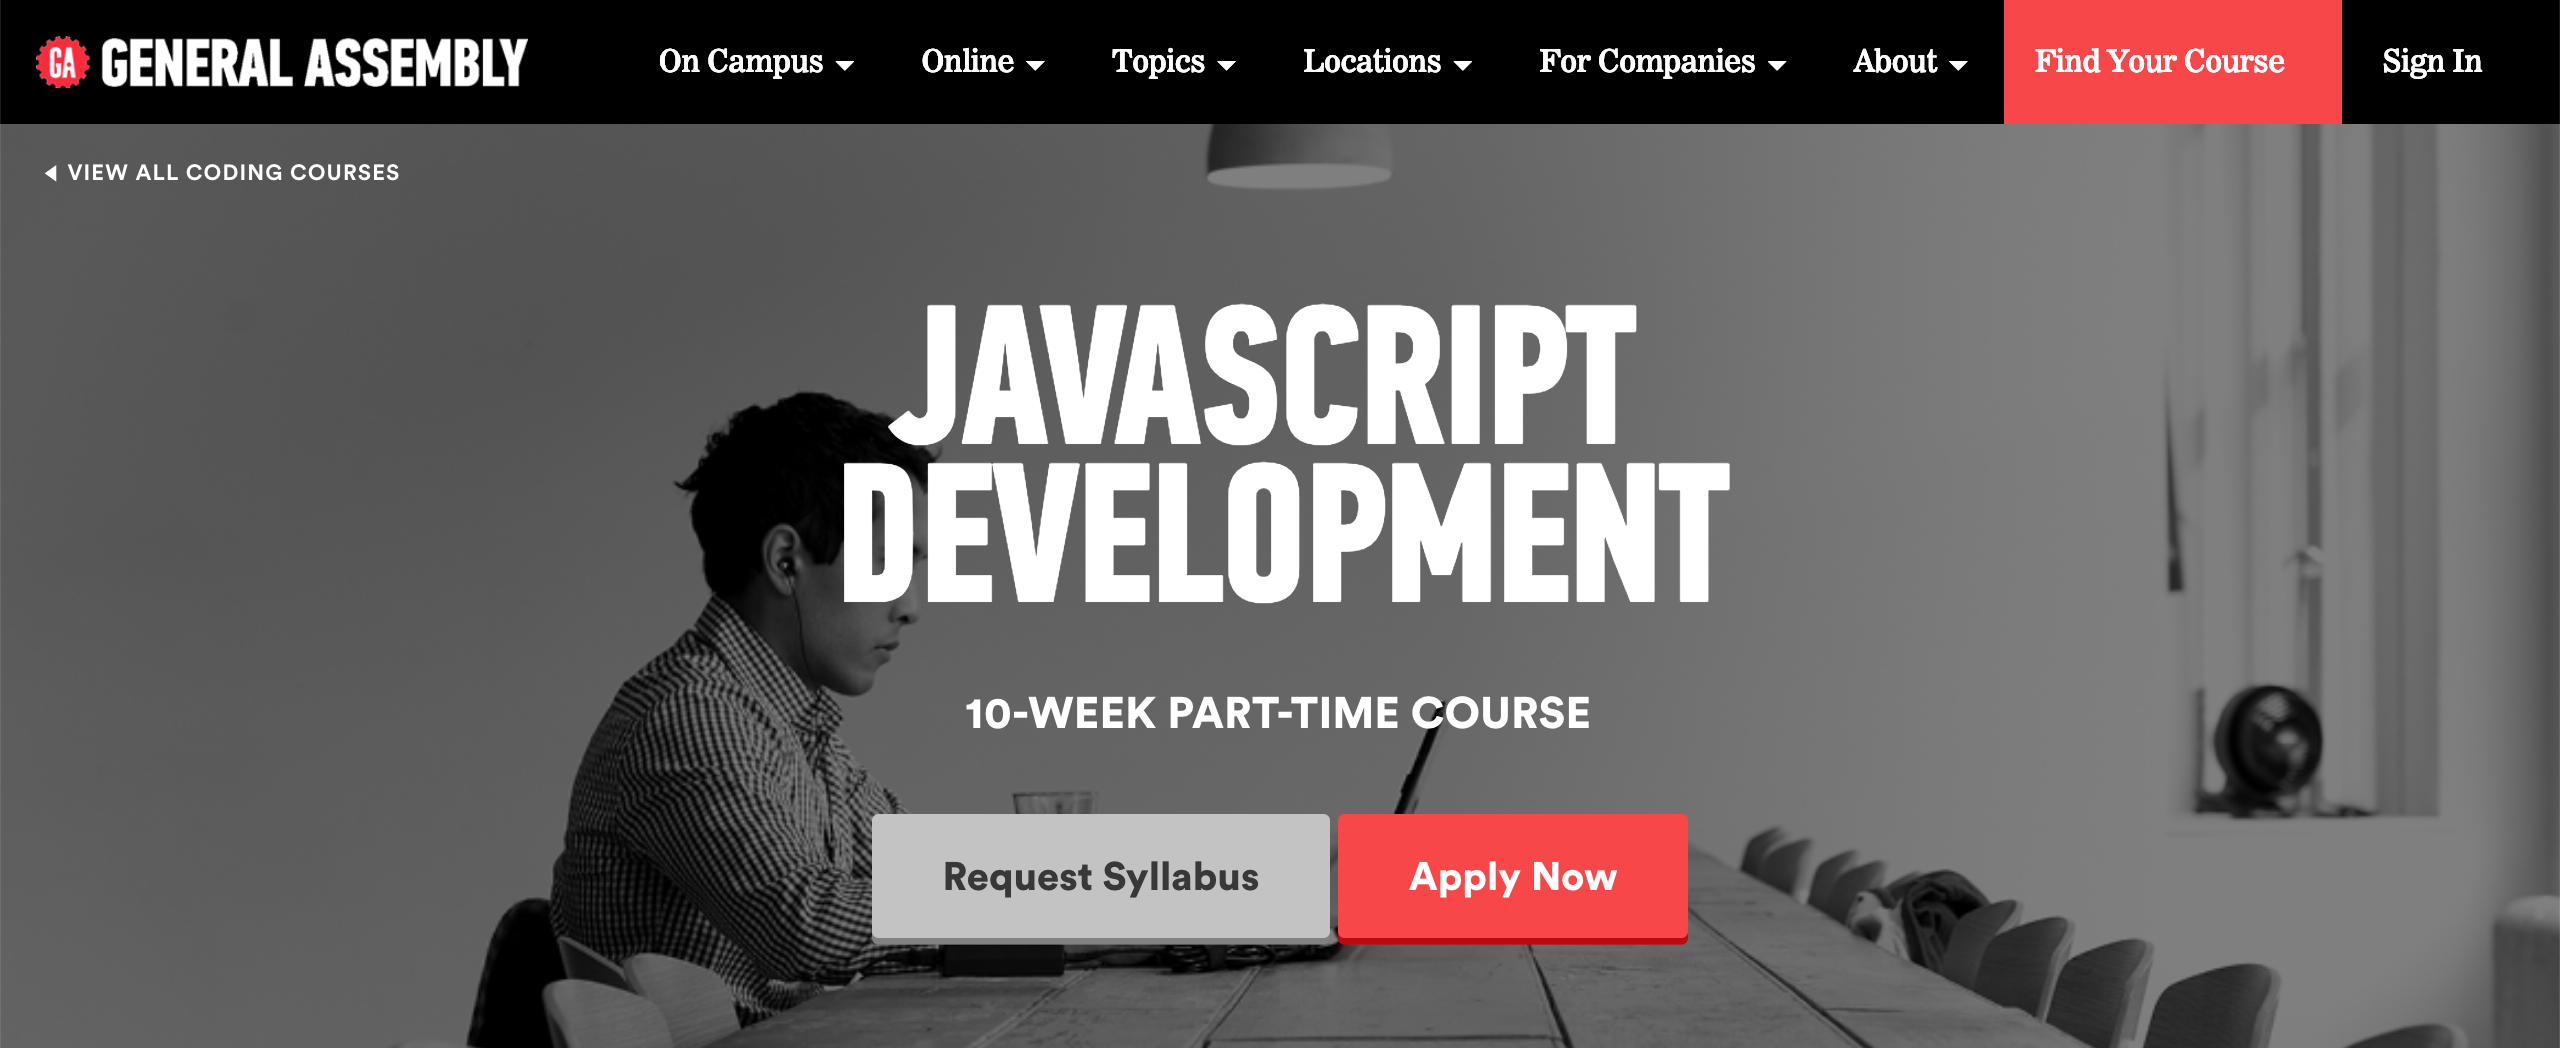 GA GENERAL ASSEMBLY On Campus Online Topics Locations For Companies About Find Your Course Sign In
VIEW ALL CODING COURSES
JAVASCRIPT
DEVELOPMENT
10-WEEK PART-TIME COURSE
Request Syllabus Apply Now